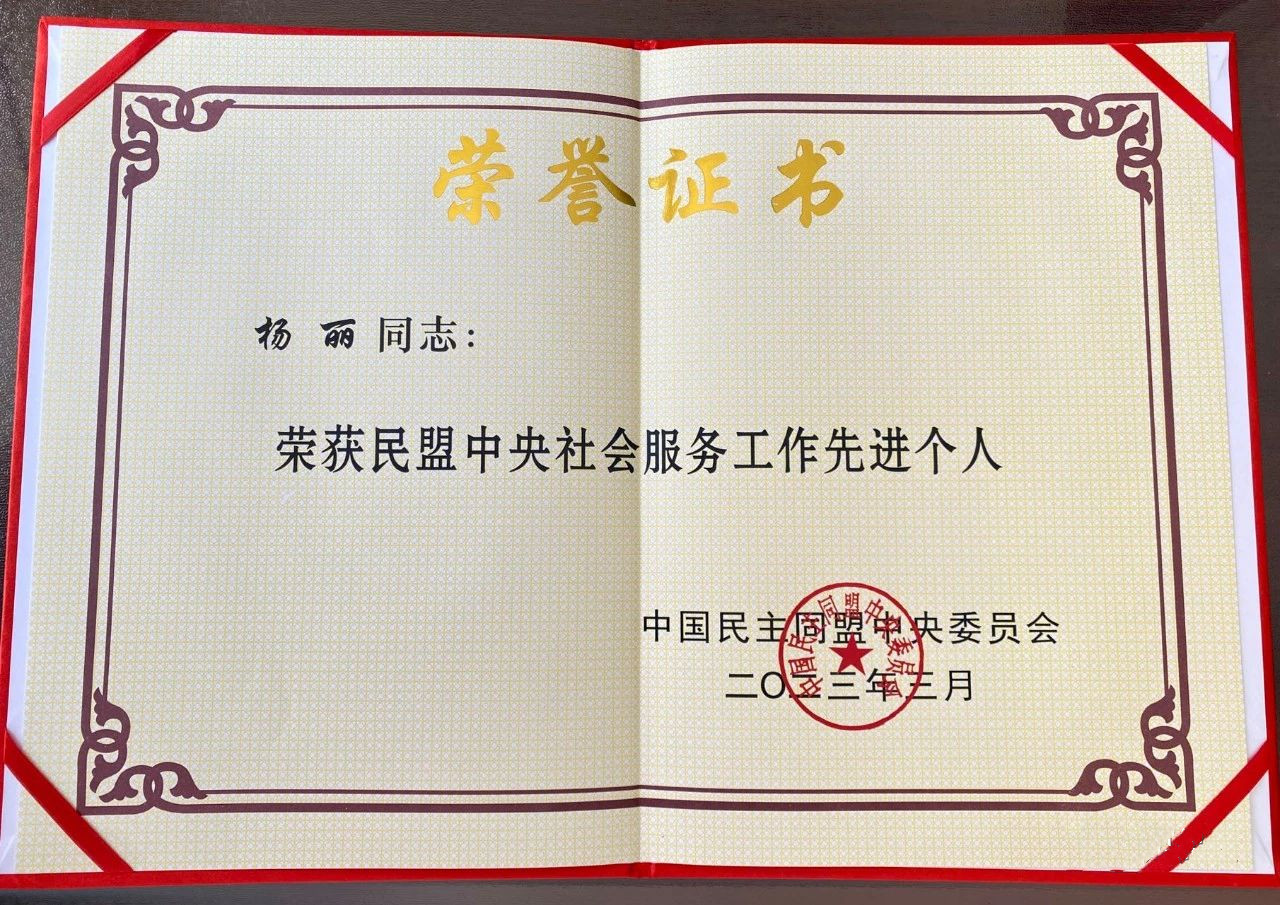 荣誉证书
杨丽同志：
荣获民盟中央社会服务工作先进个人
中国民主同盟中央委员会
二〇二三年三月